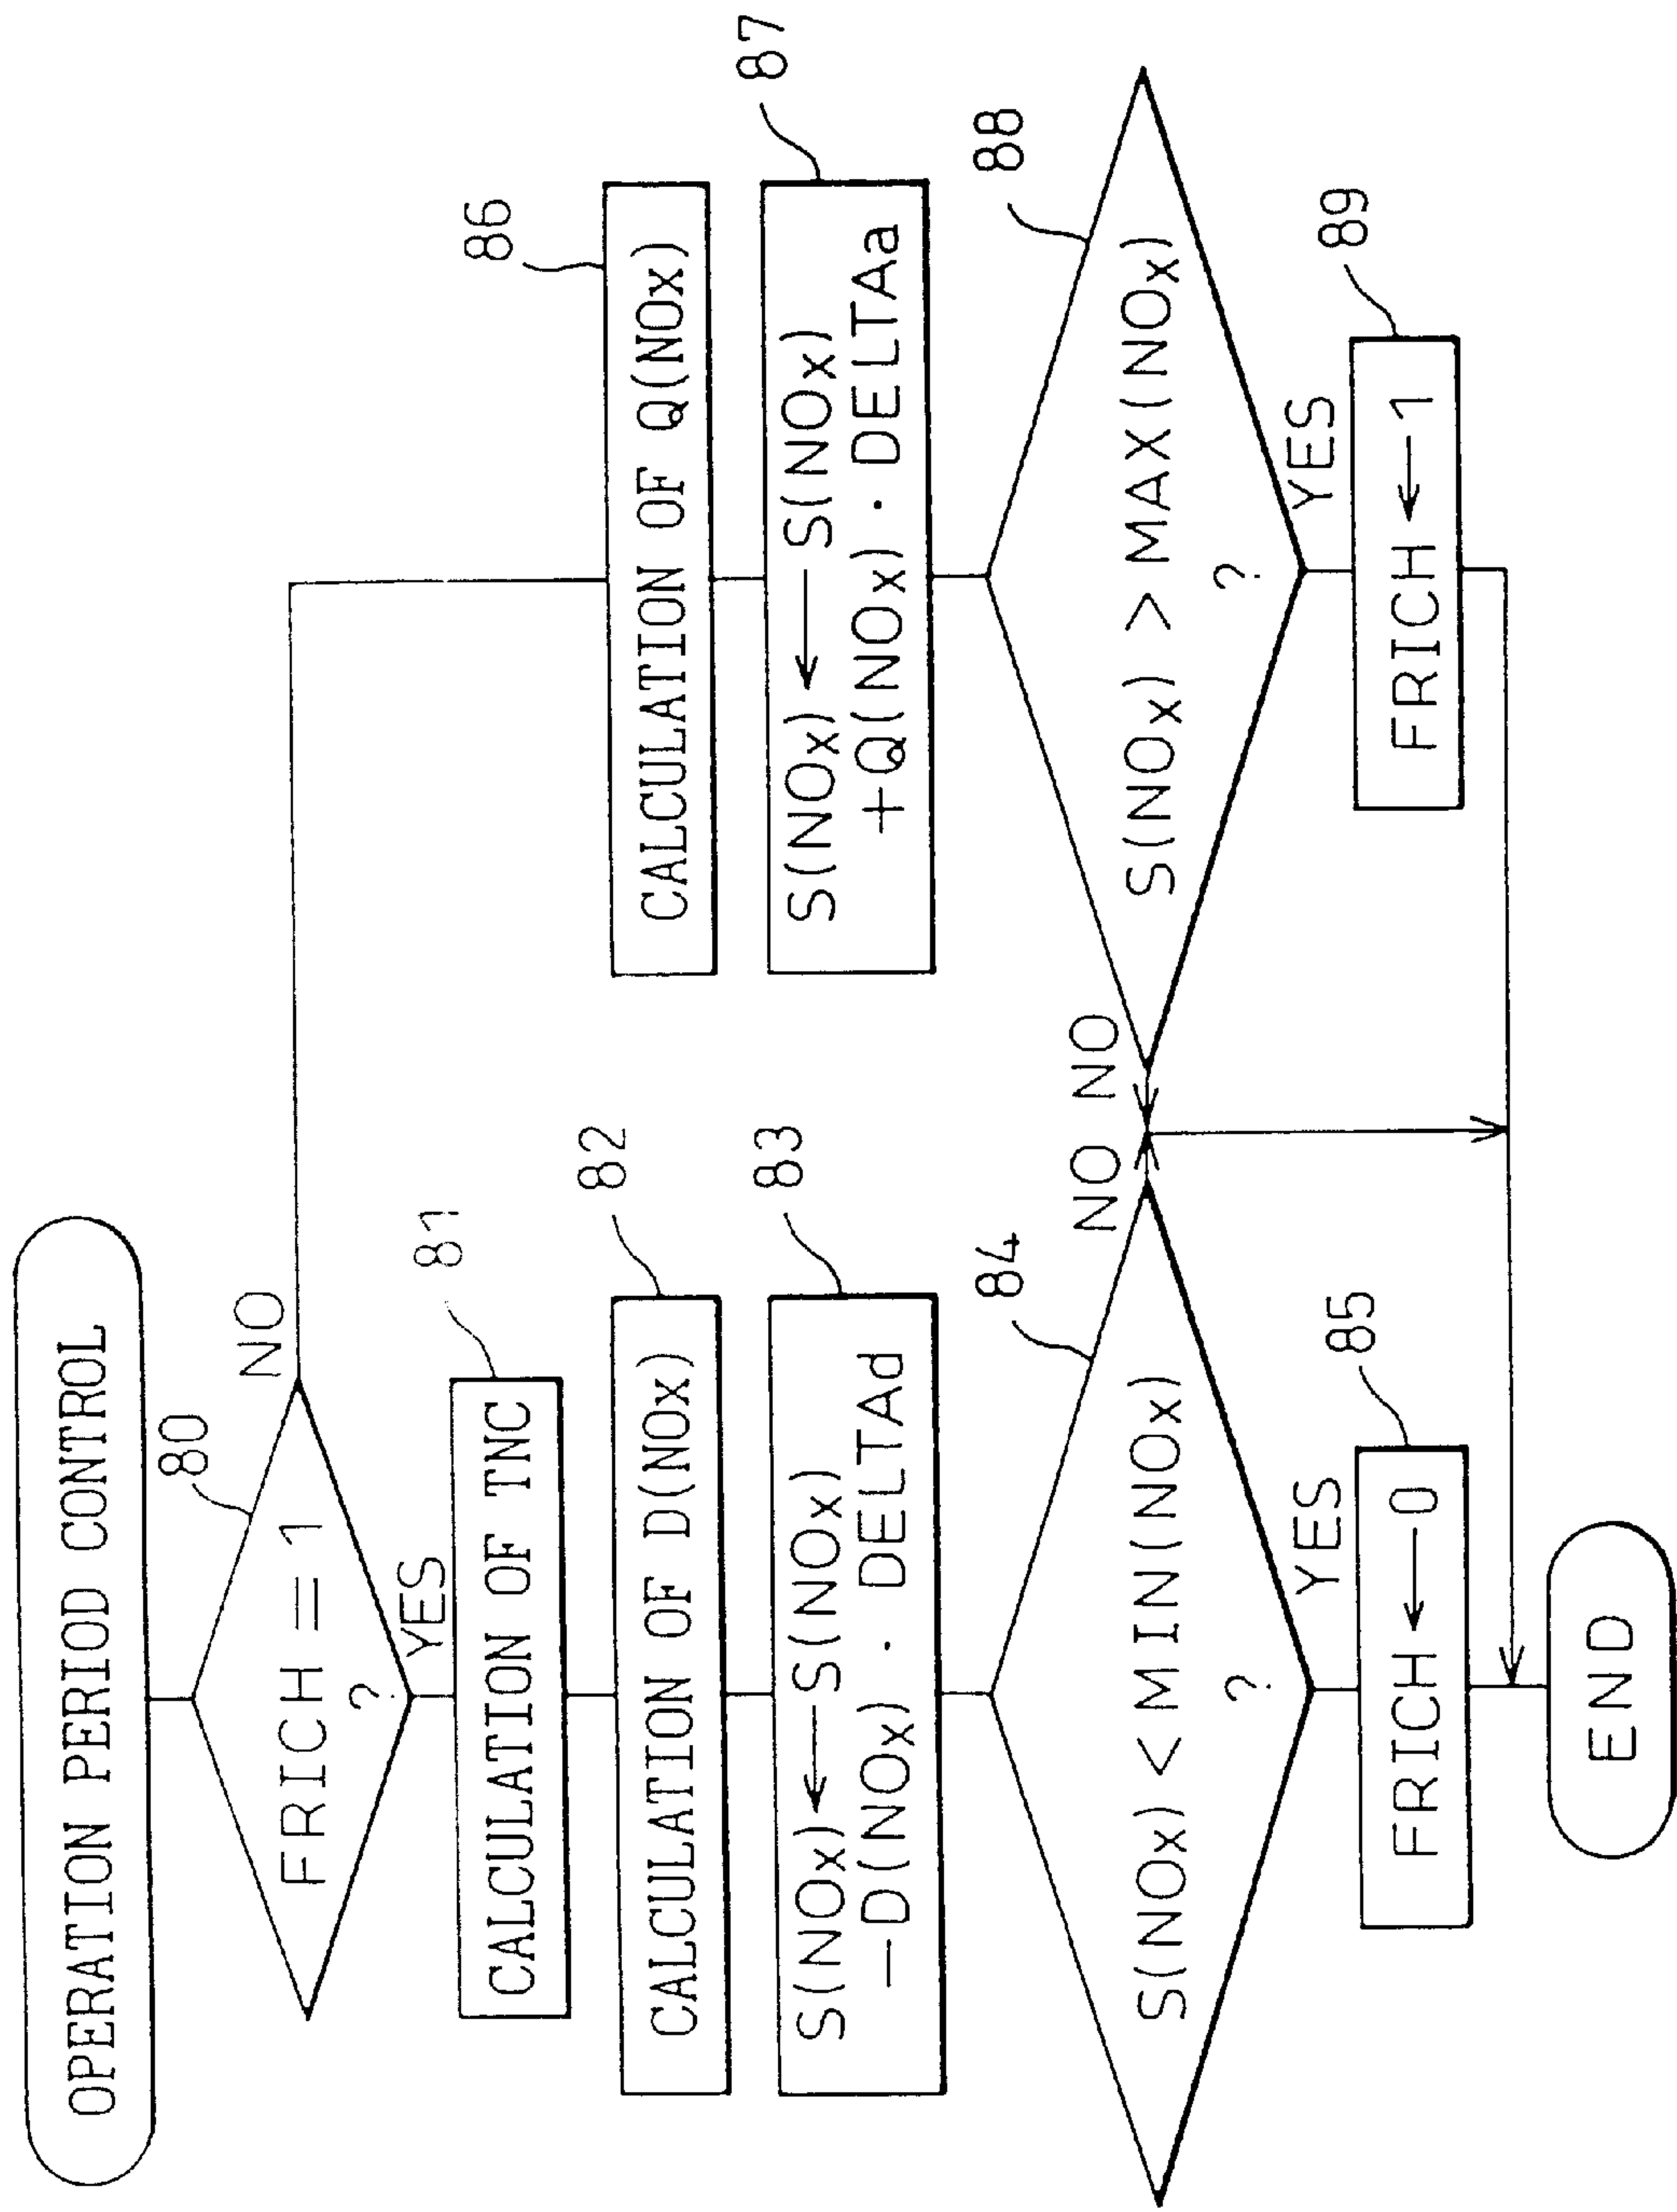 OPERATION PERIOD CONTROL
80
FRICH = 1
?
NO
YES
81
CALCULATION OF TNC
82
CALCULATION OF D(NOx)
83
S(NOx) ← S(NOx)
− D(NOx) · DELTAd
84
S(NOx) < MIN(NOx)
?
NO
YES
85
FRICH ← 0
86
CALCULATION OF Q(NOx)
87
S(NOx) ← S(NOx)
+Q(NOx) · DELTAa
88
S(NOx) > MAX(NOx)
?
NO
YES
89
FRICH ← 1
END